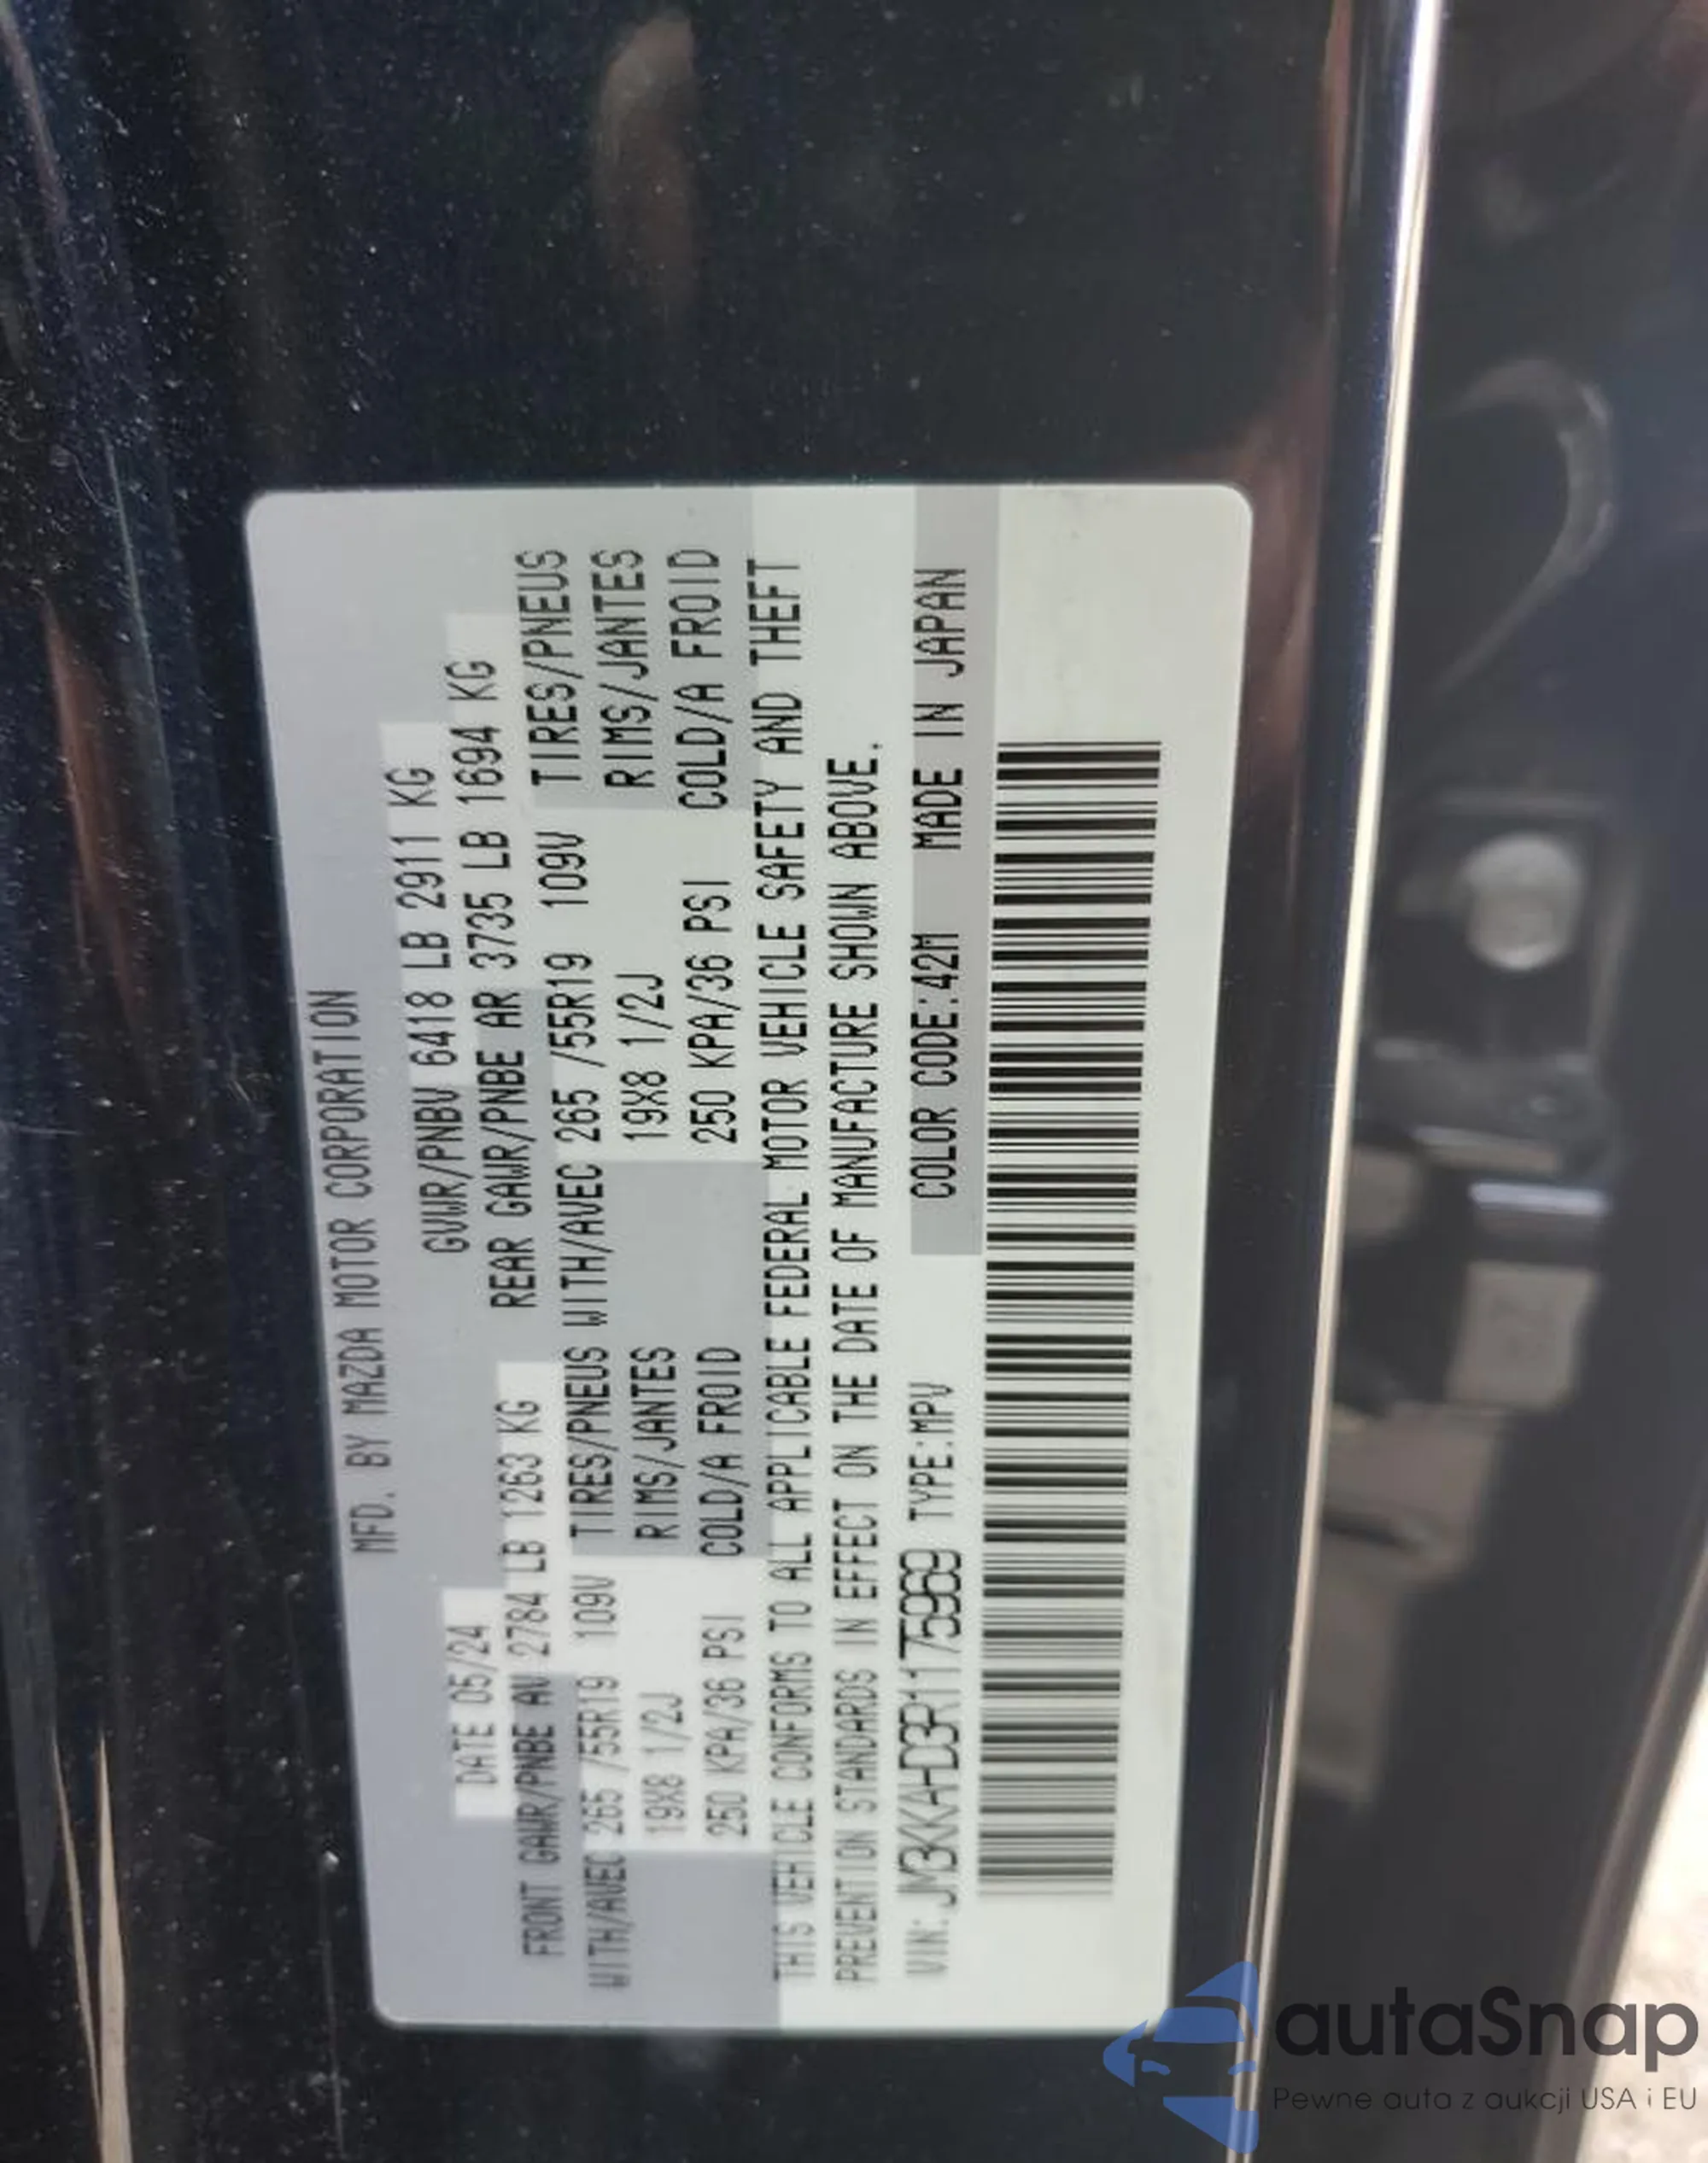 MFD. BY MAZDA MOTOR CORPORATION
DATE 05/24 GVWR/PNBV 6418 LB 2911 KG
FRONT GAWR/PNBE AV 2784 LB 1263 KG REAR GAWR/PNBE AR 3735 LB 1694 KG
WITH/AVEC 265 /55R19 109V TIRES/PNEUS WITH/AVEC 265 /55R19 109V TIRES/PNEUS
19X8 1/2J RIMS/JANTES 19X8 1/2J RIMS/JANTES
250 KPA/36 PSI COLD/A FROID 250 KPA/36 PSI COLD/A FROID
THIS VEHICLE CONFORMS TO ALL APPLICABLE FEDERAL MOTOR VEHICLE SAFETY AND THEFT
PREVENTION STANDARDS IN EFFECT ON THE DATE OF MANUFACTURE SHOWN ABOVE.
VIN: JM3KKAHD3R1175969 TYPE:MPV COLOR CODE:42M MADE IN JAPAN
autaSnap
Pewne auta z aukcji USA i EU